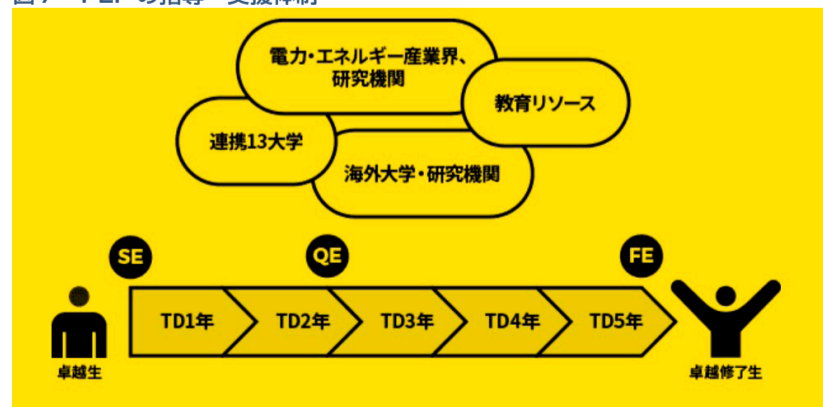 電力・エネルギー産業界、
研究機関
教育リソース
連携13大学
海外大学・研究機関
SE
QE
FE
TD1年
TD2年
TD3年
TD4年
TD5年
卓越生
卓越修了生